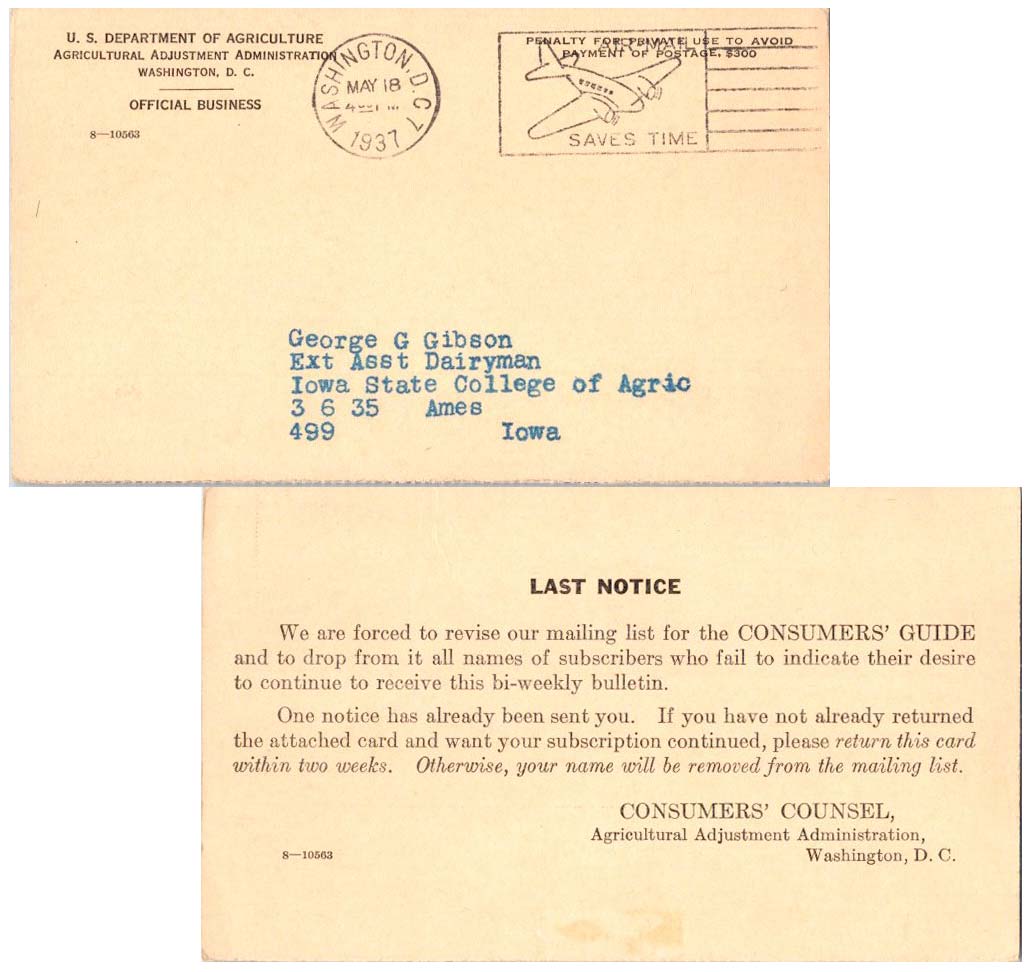 U. S. DEPARTMENT OF AGRICULTURE
AGRICULTURAL ADJUSTMENT ADMINISTRATION
WASHINGTON, D. C.
OFFICIAL BUSINESS
8—10563
WASHINGTON, D.C. 7
MAY 18
4
1937
PENALTY FOR PRIVATE USE TO AVOID
PAYMENT OF POSTAGE, $300
AIR MAIL
SAVES TIME
George G Gibson
Ext Asst Dairyman
Iowa State College of Agric
3 6 35 Ames
499 Iowa
LAST NOTICE
We are forced to revise our mailing list for the CONSUMERS' GUIDE
and to drop from it all names of subscribers who fail to indicate their desire
to continue to receive this bi-weekly bulletin.
One notice has already been sent you. If you have not already returned
the attached card and want your subscription continued, please return this card
within two weeks. Otherwise, your name will be removed from the mailing list.
CONSUMERS' COUNSEL,
Agricultural Adjustment Administration,
Washington, D. C.
8—10563